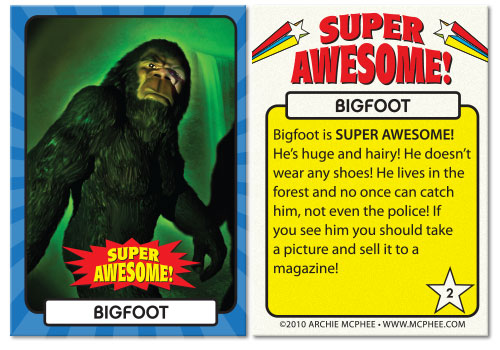 SUPER
AWESOME!
BIGFOOT
SUPER
AWESOME!
BIGFOOT
Bigfoot is SUPER AWESOME!
He's huge and hairy! He doesn't
wear any shoes! He lives in the
forest and no once can catch
him, not even the police! If
you see him you should take
a picture and sell it to a
magazine!
2
©2010 ARCHIE MCPHEE • WWW.MCPHEE.COM